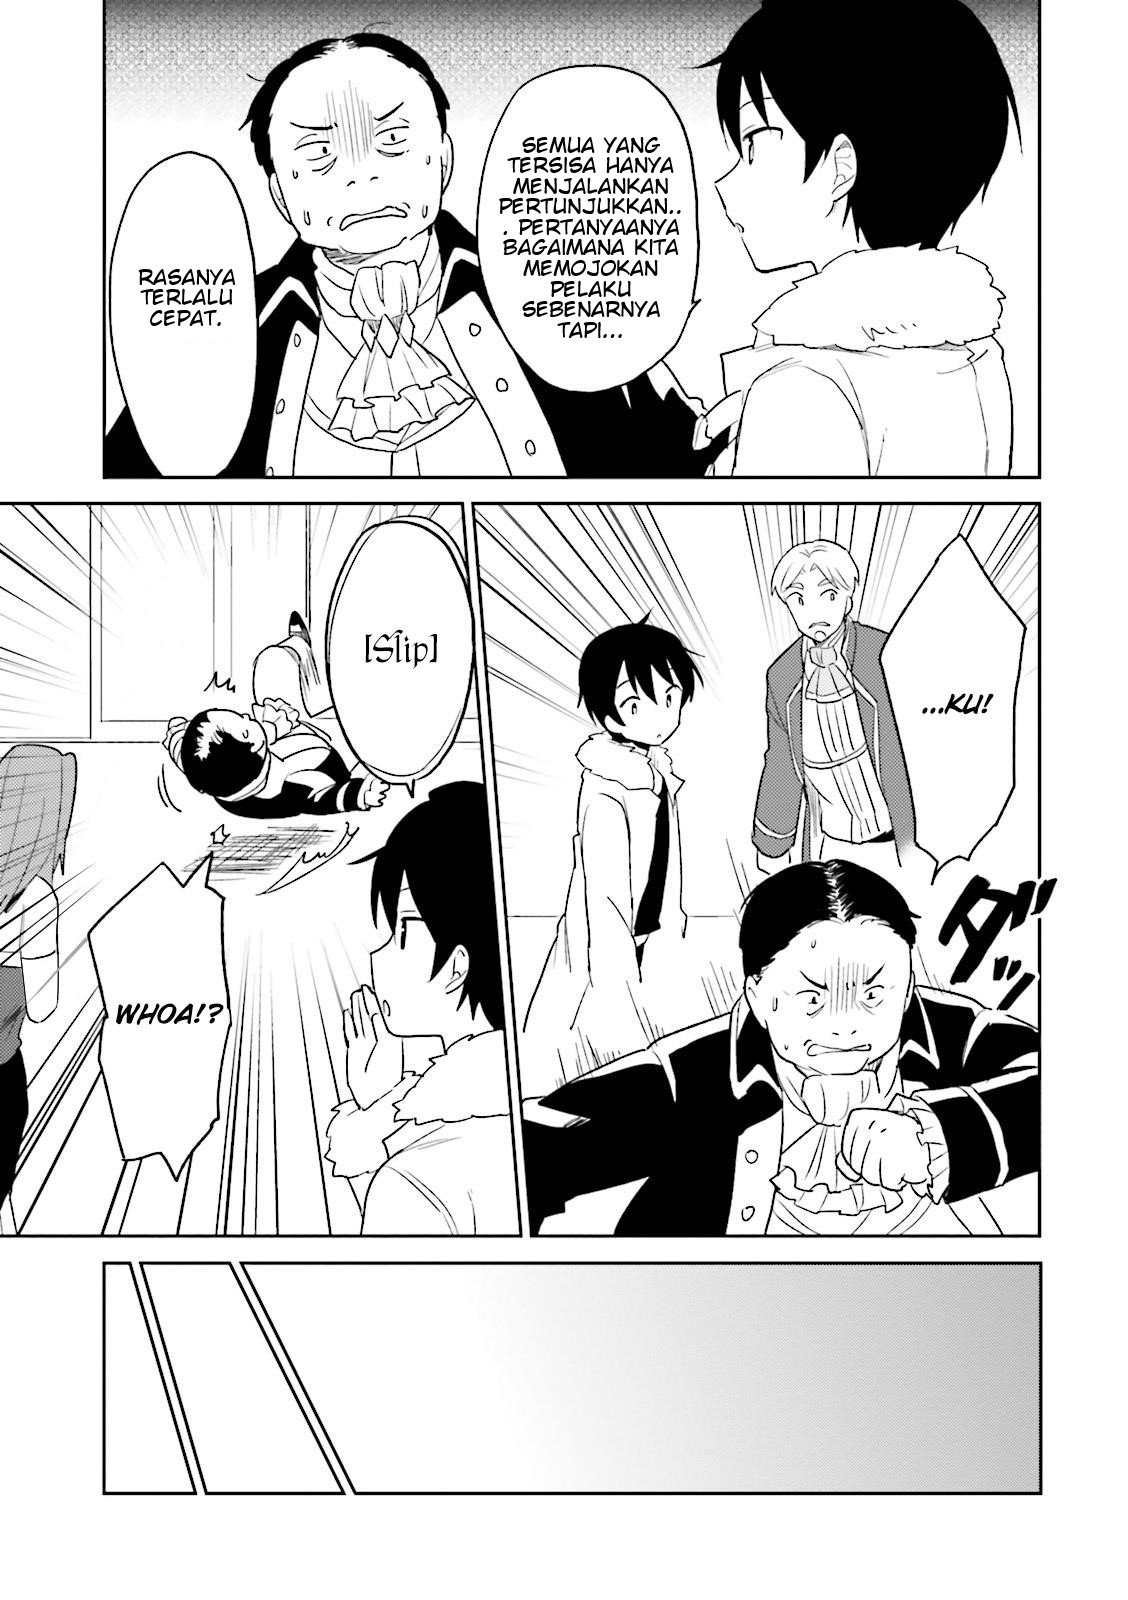 SEMUA YANG
TERSISA HANYA
MENJALANKAN
PERTUNJUKKAN..
. PERTANYAANYA
BAGAIMANA KITA
MEMOJOKAN
PELAKU
SEBENARNYA
TAPI...
RASANYA
TERLALU
CEPAT.
...KU!
ダッ
[Slip]
WHOA!?